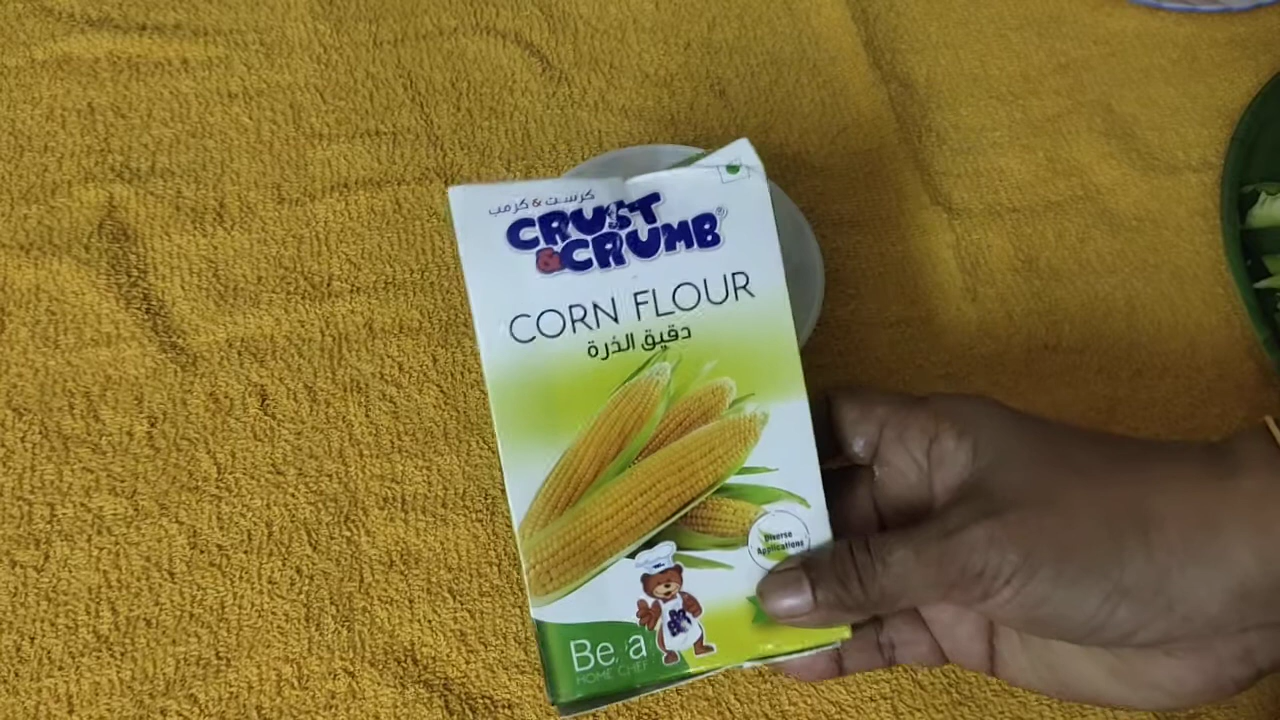 كرست & كرمب
CRUST
& CRUMB®
CORN FLOUR
دقيق الذرة
Diverse
Applications
Be a
HOME CHEF